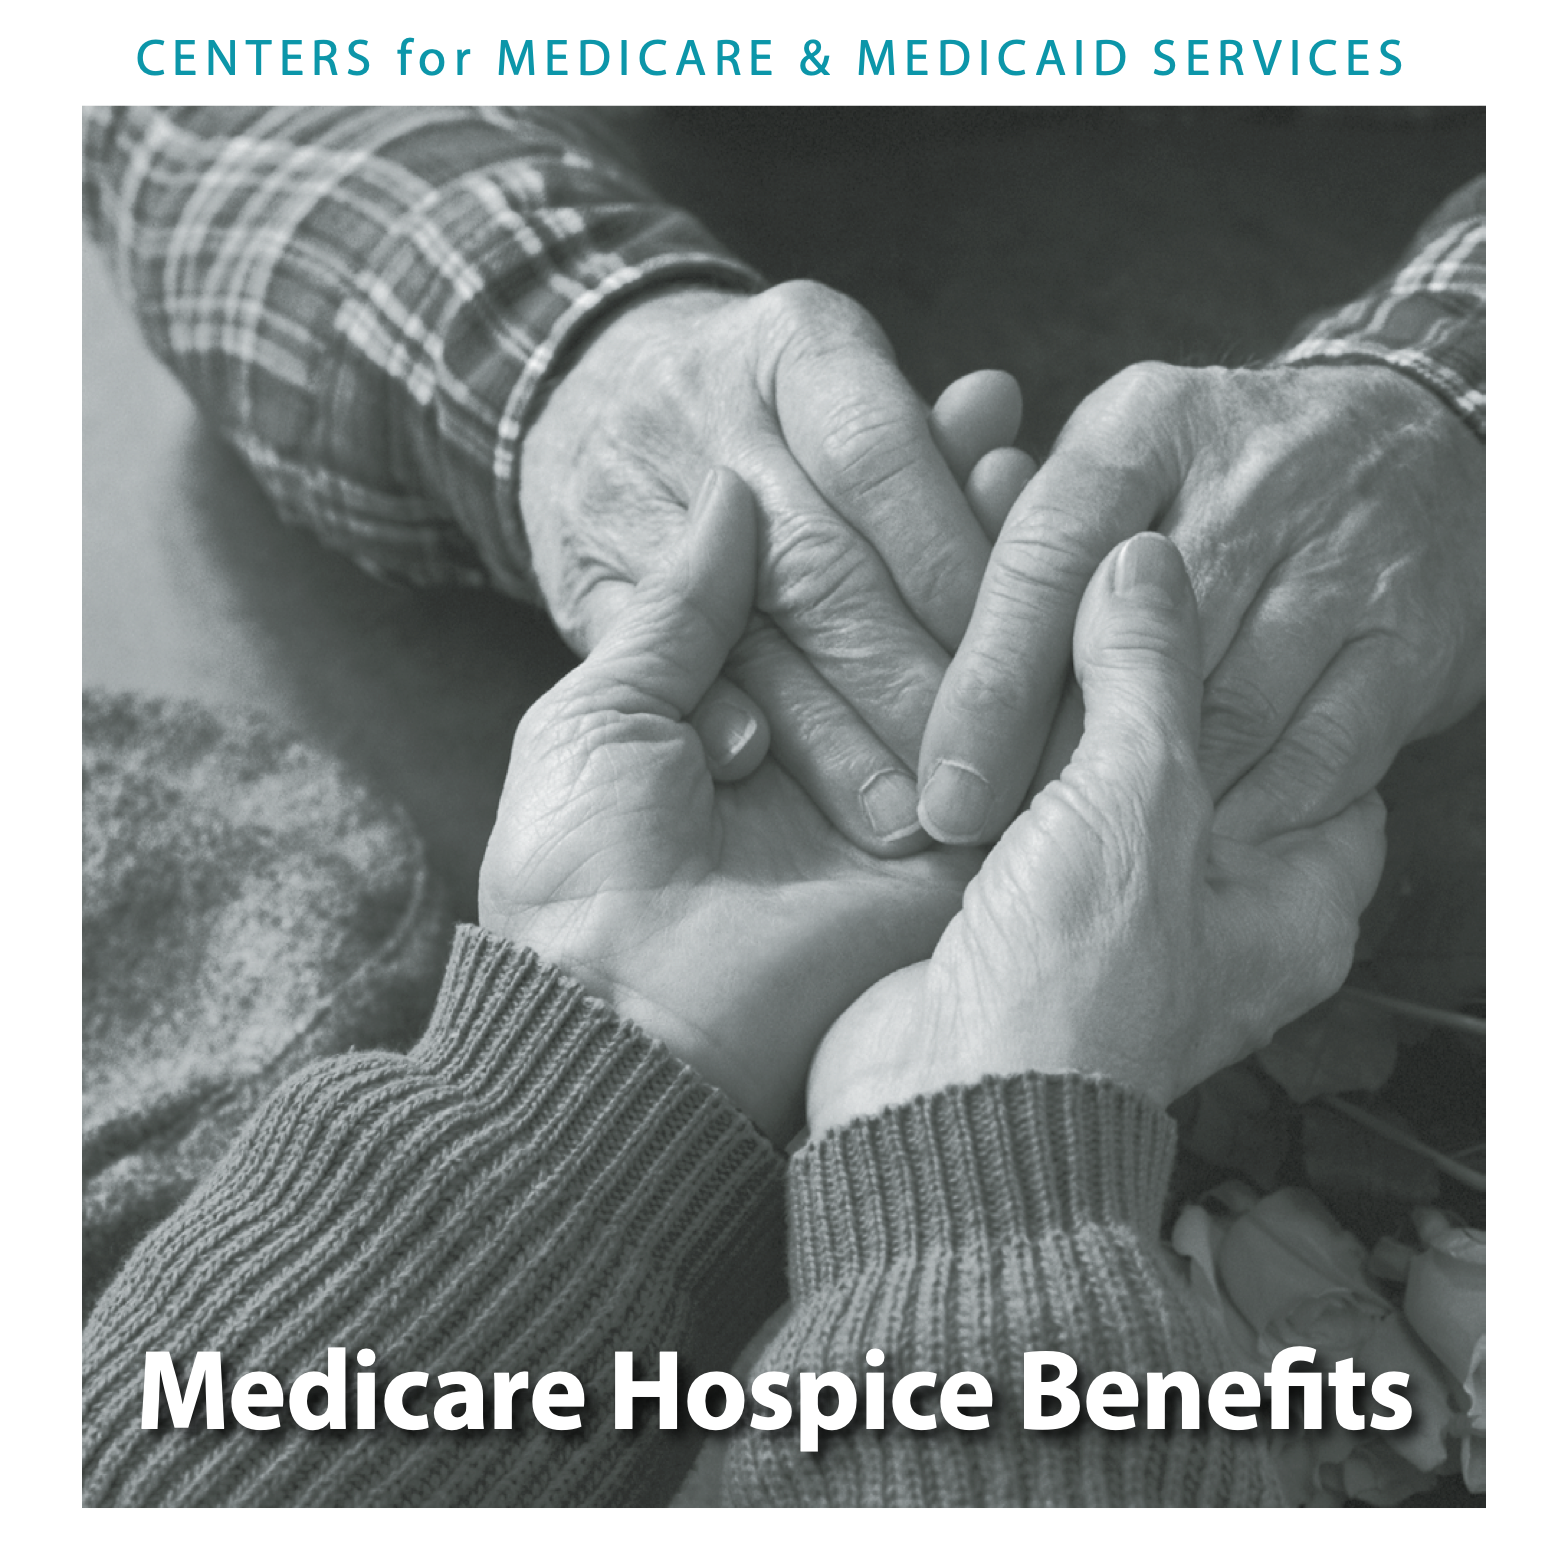 CENTERS for MEDICARE & MEDICAID SERVICES
Medicare Hospice Benefits